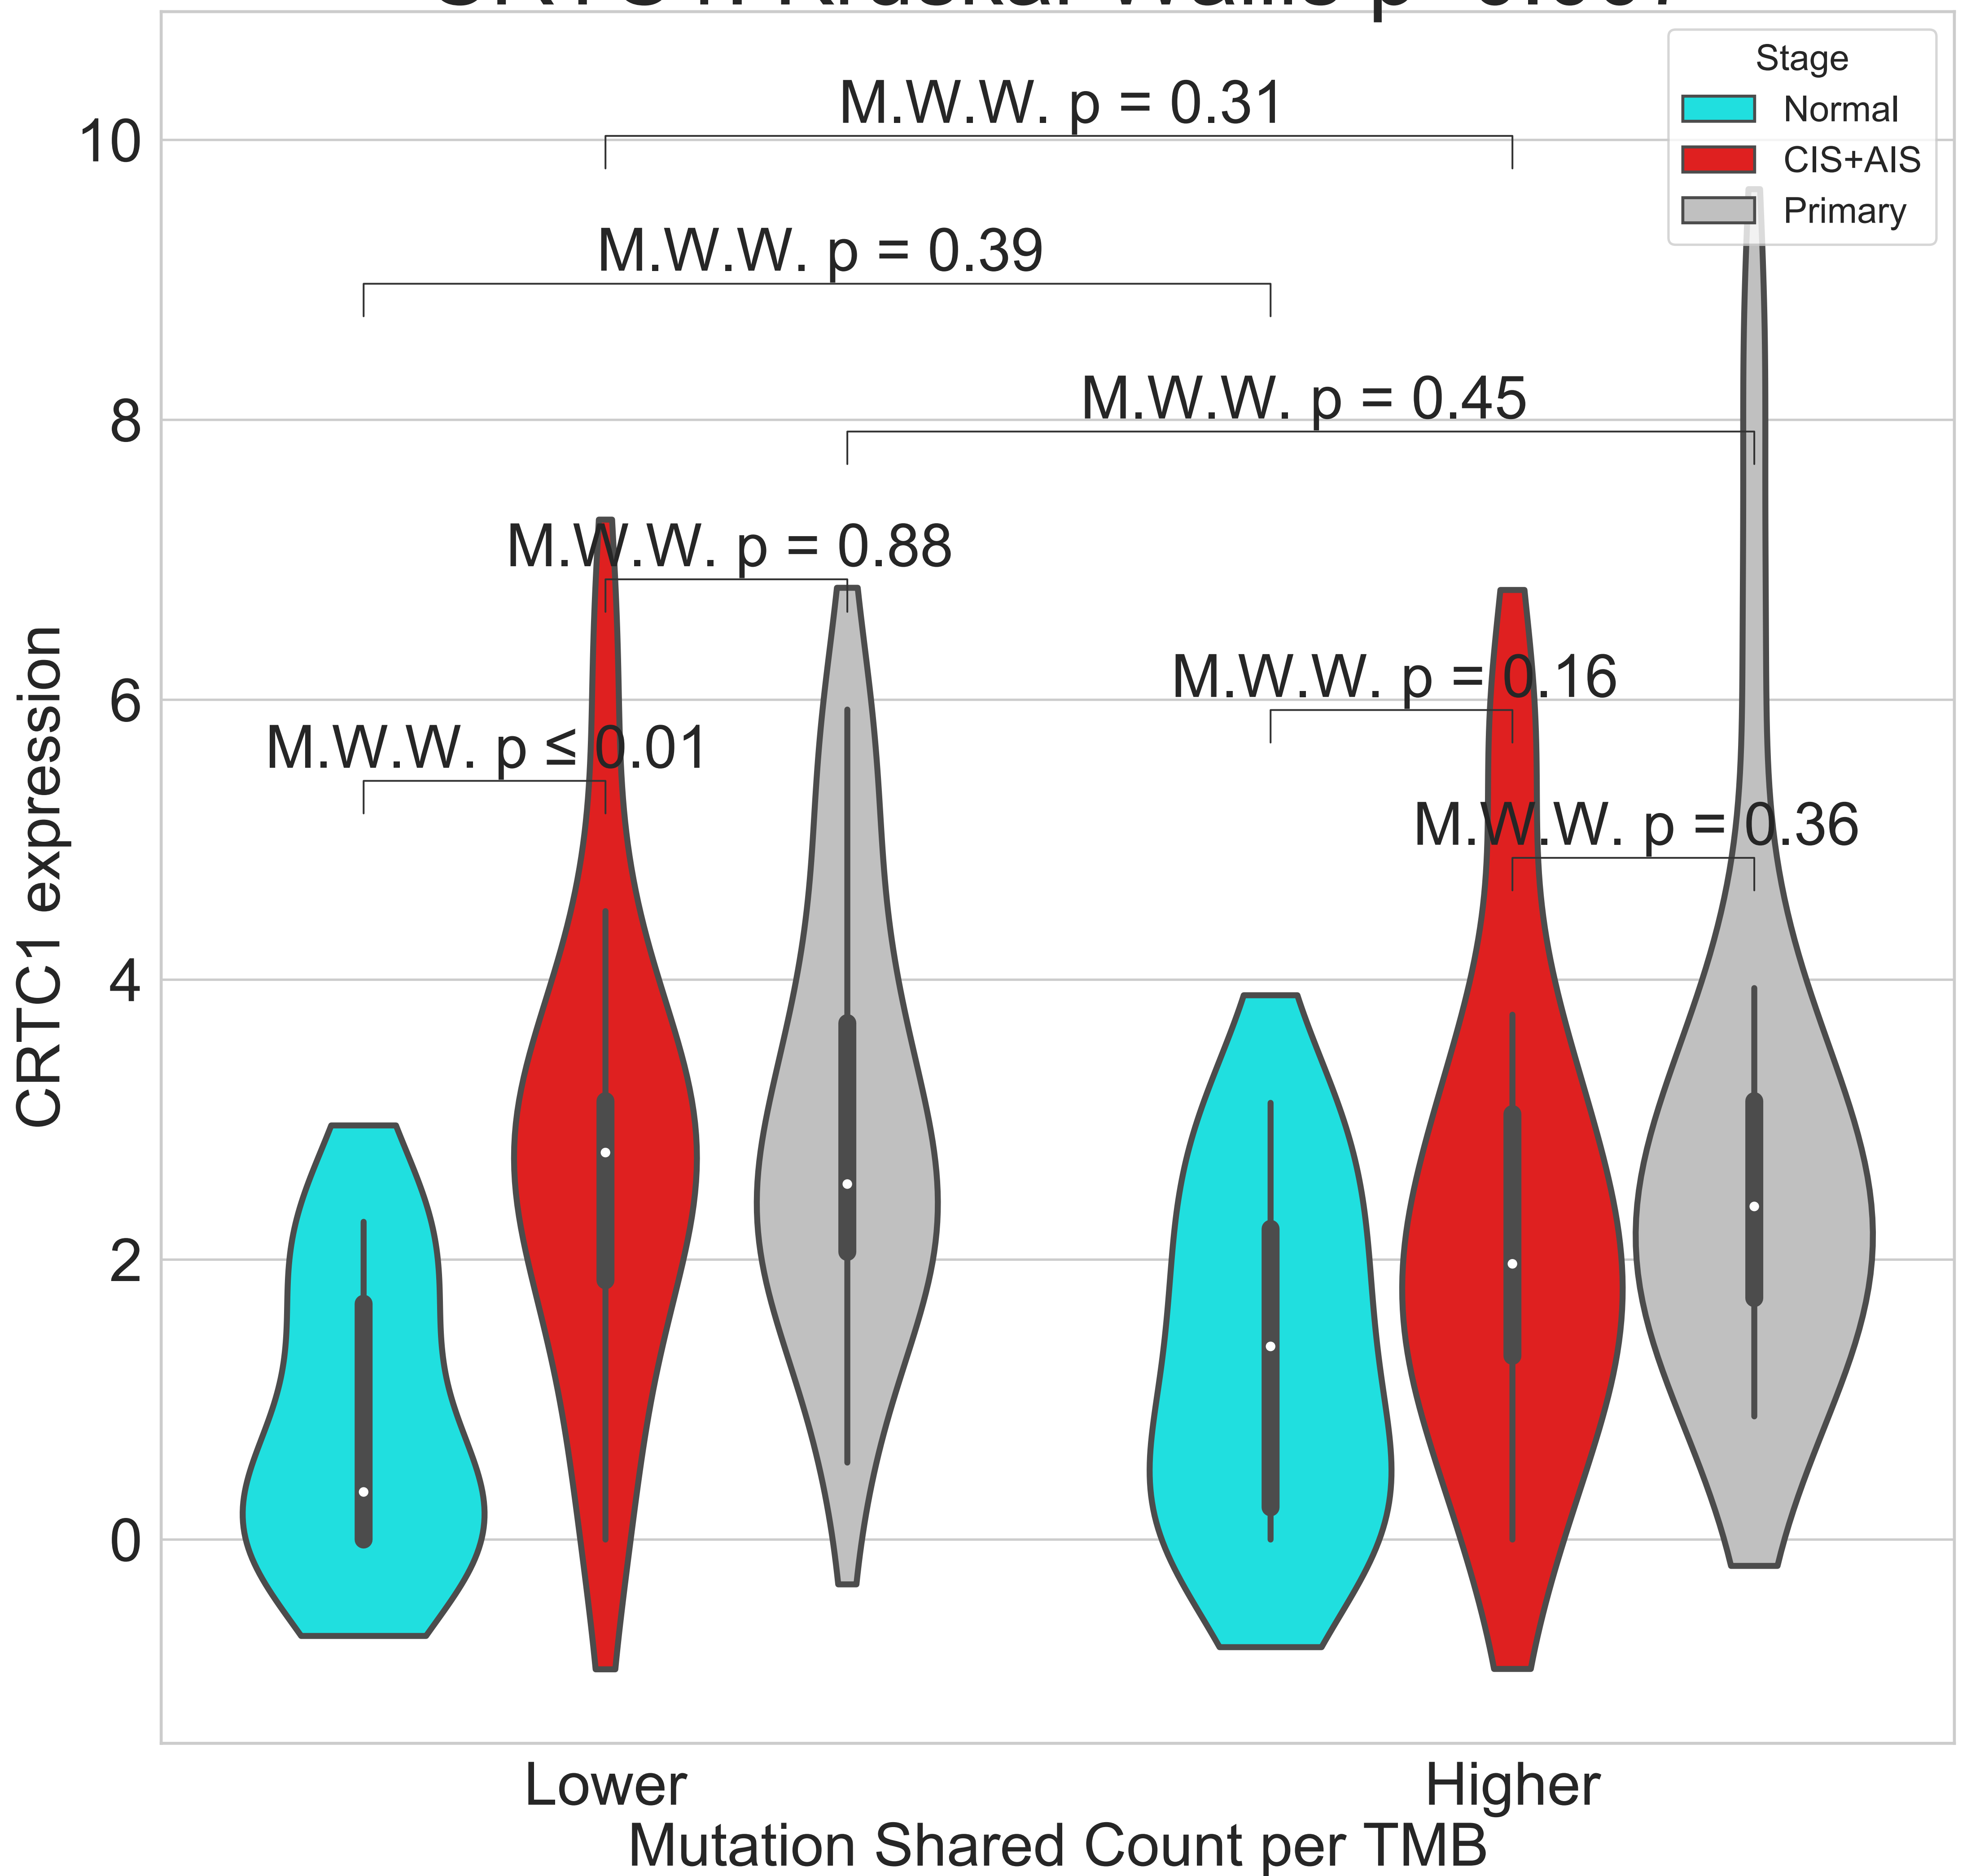 Stage
Normal
CIS+AIS
Primary
M.W.W. p = 0.31
M.W.W. p = 0.39
M.W.W. p = 0.45
M.W.W. p = 0.88
M.W.W. p = 0.16
M.W.W. p ≤ 0.01
M.W.W. p = 0.36
10
8
6
4
2
0
CRTC1 expression
Lower
Higher
Mutation Shared Count per TMB